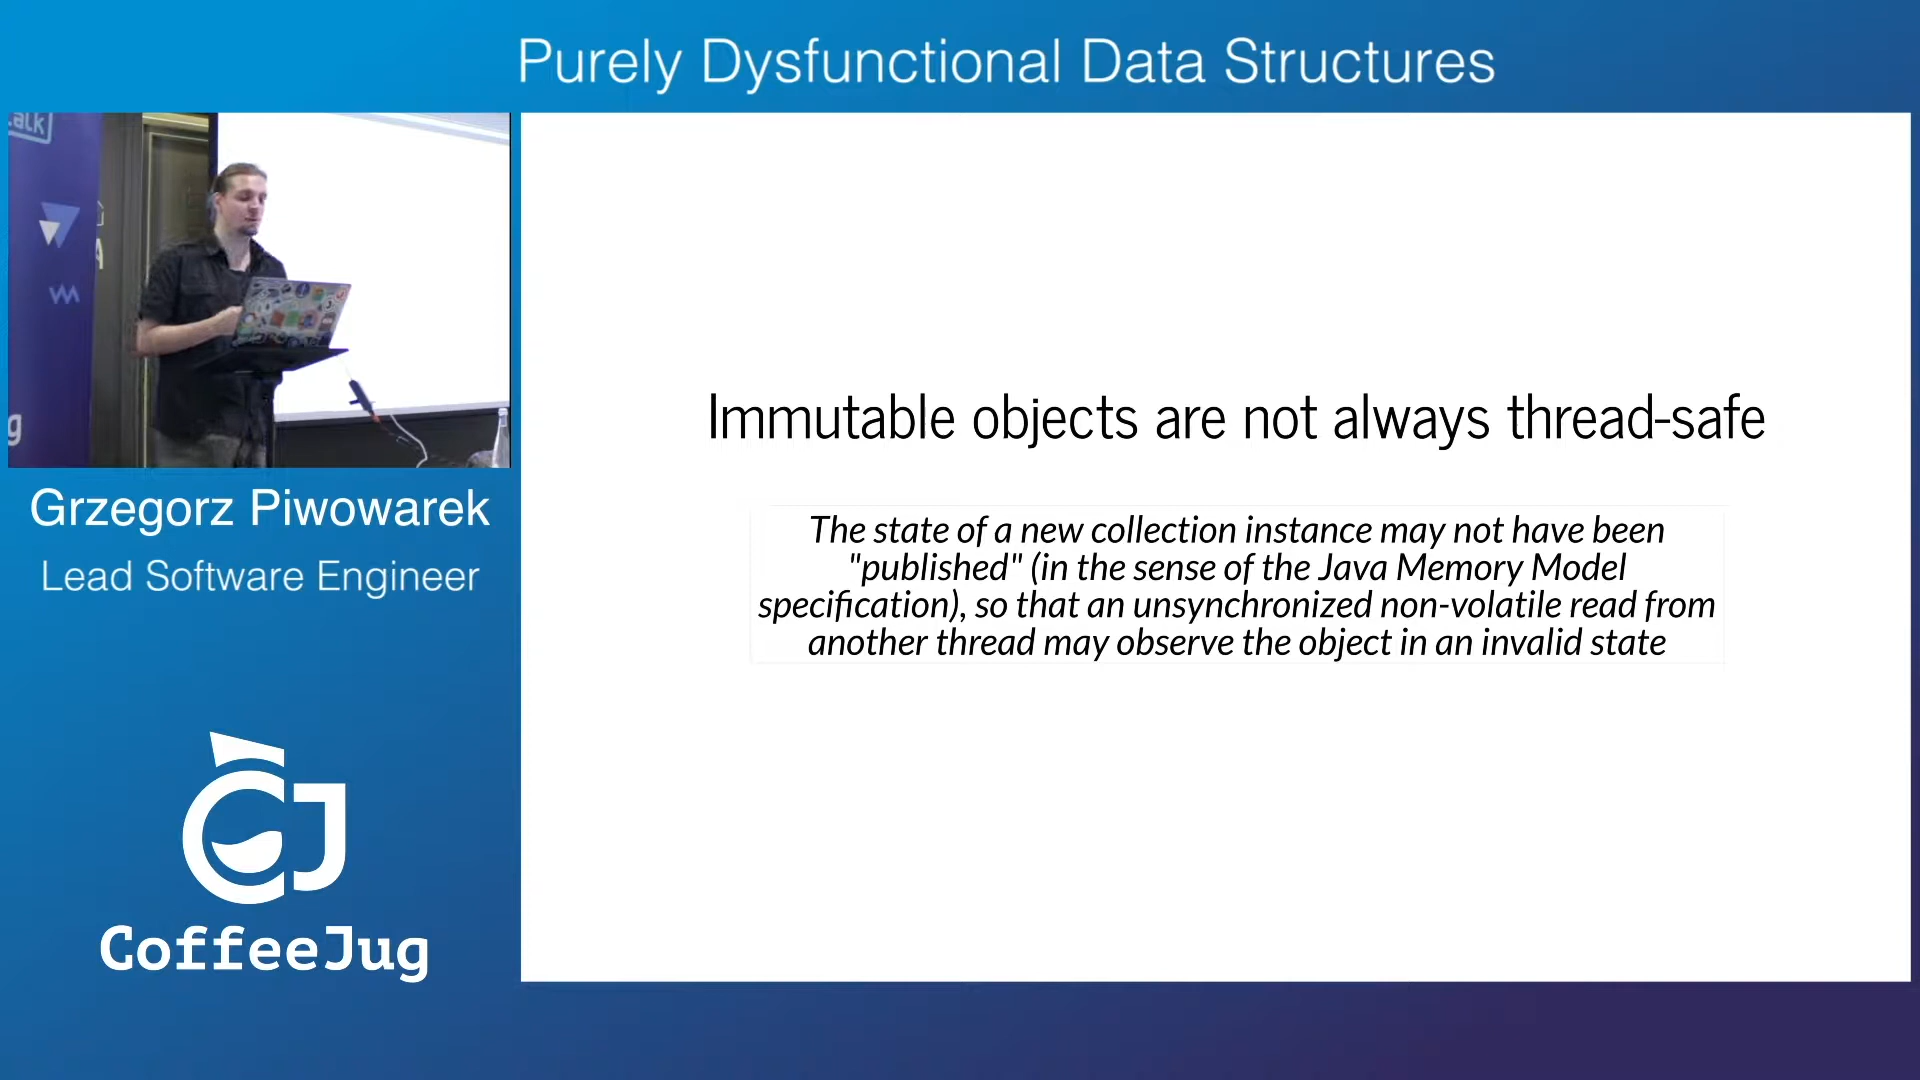 Purely Dysfunctional Data Structures
Immutable objects are not always thread-safe
The state of a new collection instance may not have been
"published" (in the sense of the Java Memory Model
specification), so that an unsynchronized non-volatile read from
another thread may observe the object in an invalid state
Grzegorz Piwowarek
Lead Software Engineer
CJ
CoffeeJug